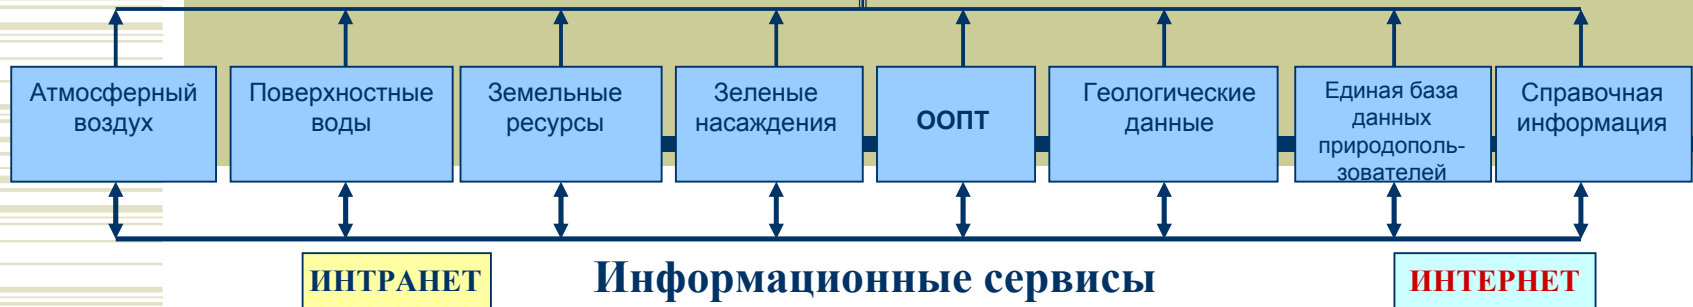 Атмосферный
воздух
Поверхностные
воды
Земельные
ресурсы
Зеленые
насаждения
ООПТ
Геологические
данные
Единая база
данных
природополь-
зователей
Справочная
информация
ИНТРАНЕТ
Информационные сервисы
ИНТЕРНЕТ